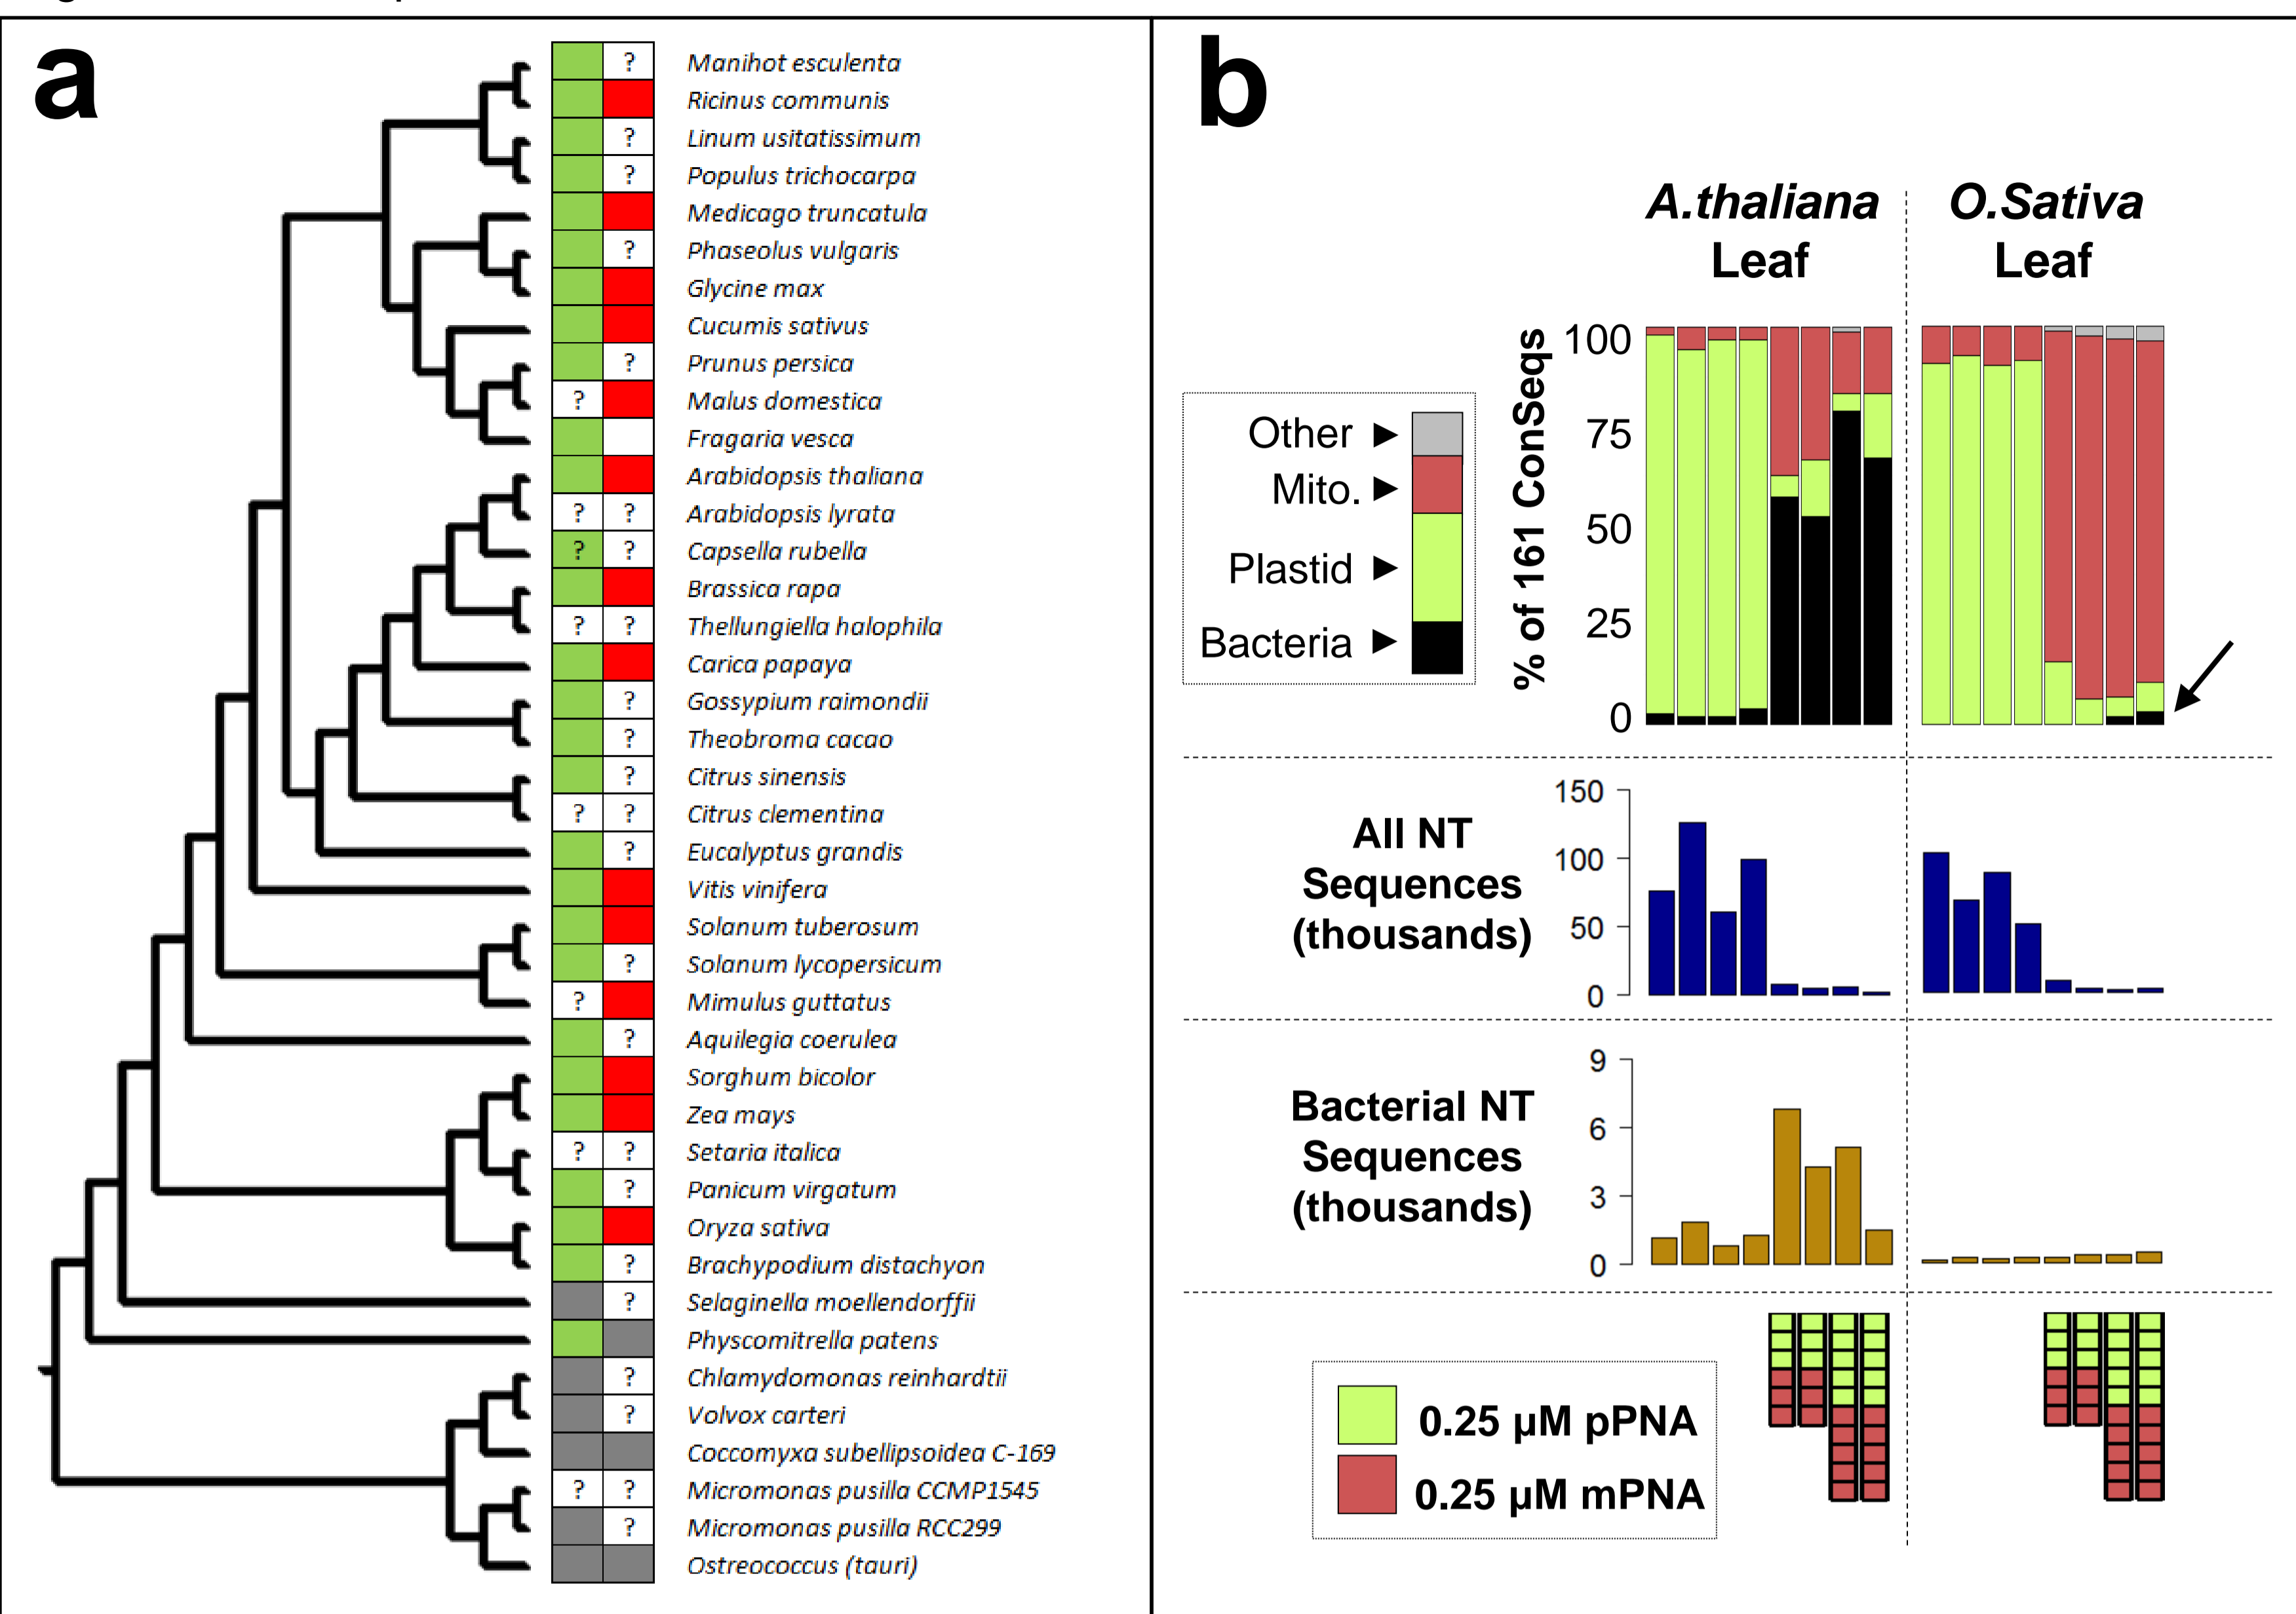 a
? Manihot esculenta
Ricinus communis
? Linum usitatissimum
? Populus trichocarpa
Medicago truncatula
? Phaseolus vulgaris
Glycine max
Cucumis sativus
? Prunus persica
? Malus domestica
Fragaria vesca
Arabidopsis thaliana
? ? Arabidopsis lyrata
? ? Capsella rubella
Brassica rapa
? ? Thellungiella halophila
Carica papaya
? Gossypium raimondii
? Theobroma cacao
? Citrus sinensis
? ? Citrus clementina
? Eucalyptus grandis
Vitis vinifera
Solanum tuberosum
? Solanum lycopersicum
? Mimulus guttatus
? Aquilegia coerulea
Sorghum bicolor
Zea mays
? ? Setaria italica
? Panicum virgatum
Oryza sativa
? Brachypodium distachyon
? Selaginella moellendorffii
Physcomitrella patens
? Chlamydomonas reinhardtii
? Volvox carteri
Coccomyxa subellipsoidea C-169
? ? Micromonas pusilla CCMP1545
? Micromonas pusilla RCC299
Ostreococcus (tauri)
b
A.thaliana
Leaf
O.Sativa
Leaf
Other
Mito.
Plastid
Bacteria
% of 161 ConSeqs
100
75
50
25
0
All NT
Sequences
(thousands)
150
100
50
0
Bacterial NT
Sequences
(thousands)
9
6
3
0
0.25 µM pPNA
0.25 µM mPNA